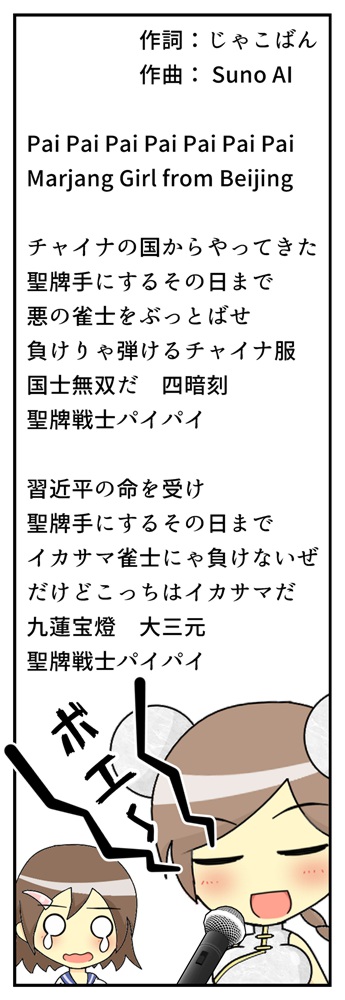 作詞：じゃこばん
作曲： Suno AI
Pai Pai Pai Pai Pai Pai Pai
Marjang Girl from Beijing
チャイナの国からやってきた
聖牌手にするその日まで
悪の雀士をぶっとばせ
負けりゃ弾けるチャイナ服
国士無双だ　四暗刻
聖牌戦士パイパイ
習近平の命を受け
聖牌手にするその日まで
イカサマ雀士にゃ負けないぜ
だけどこっちはイカサマだ
九蓮宝燈　大三元
聖牌戦士パイパイ
ボエ〜